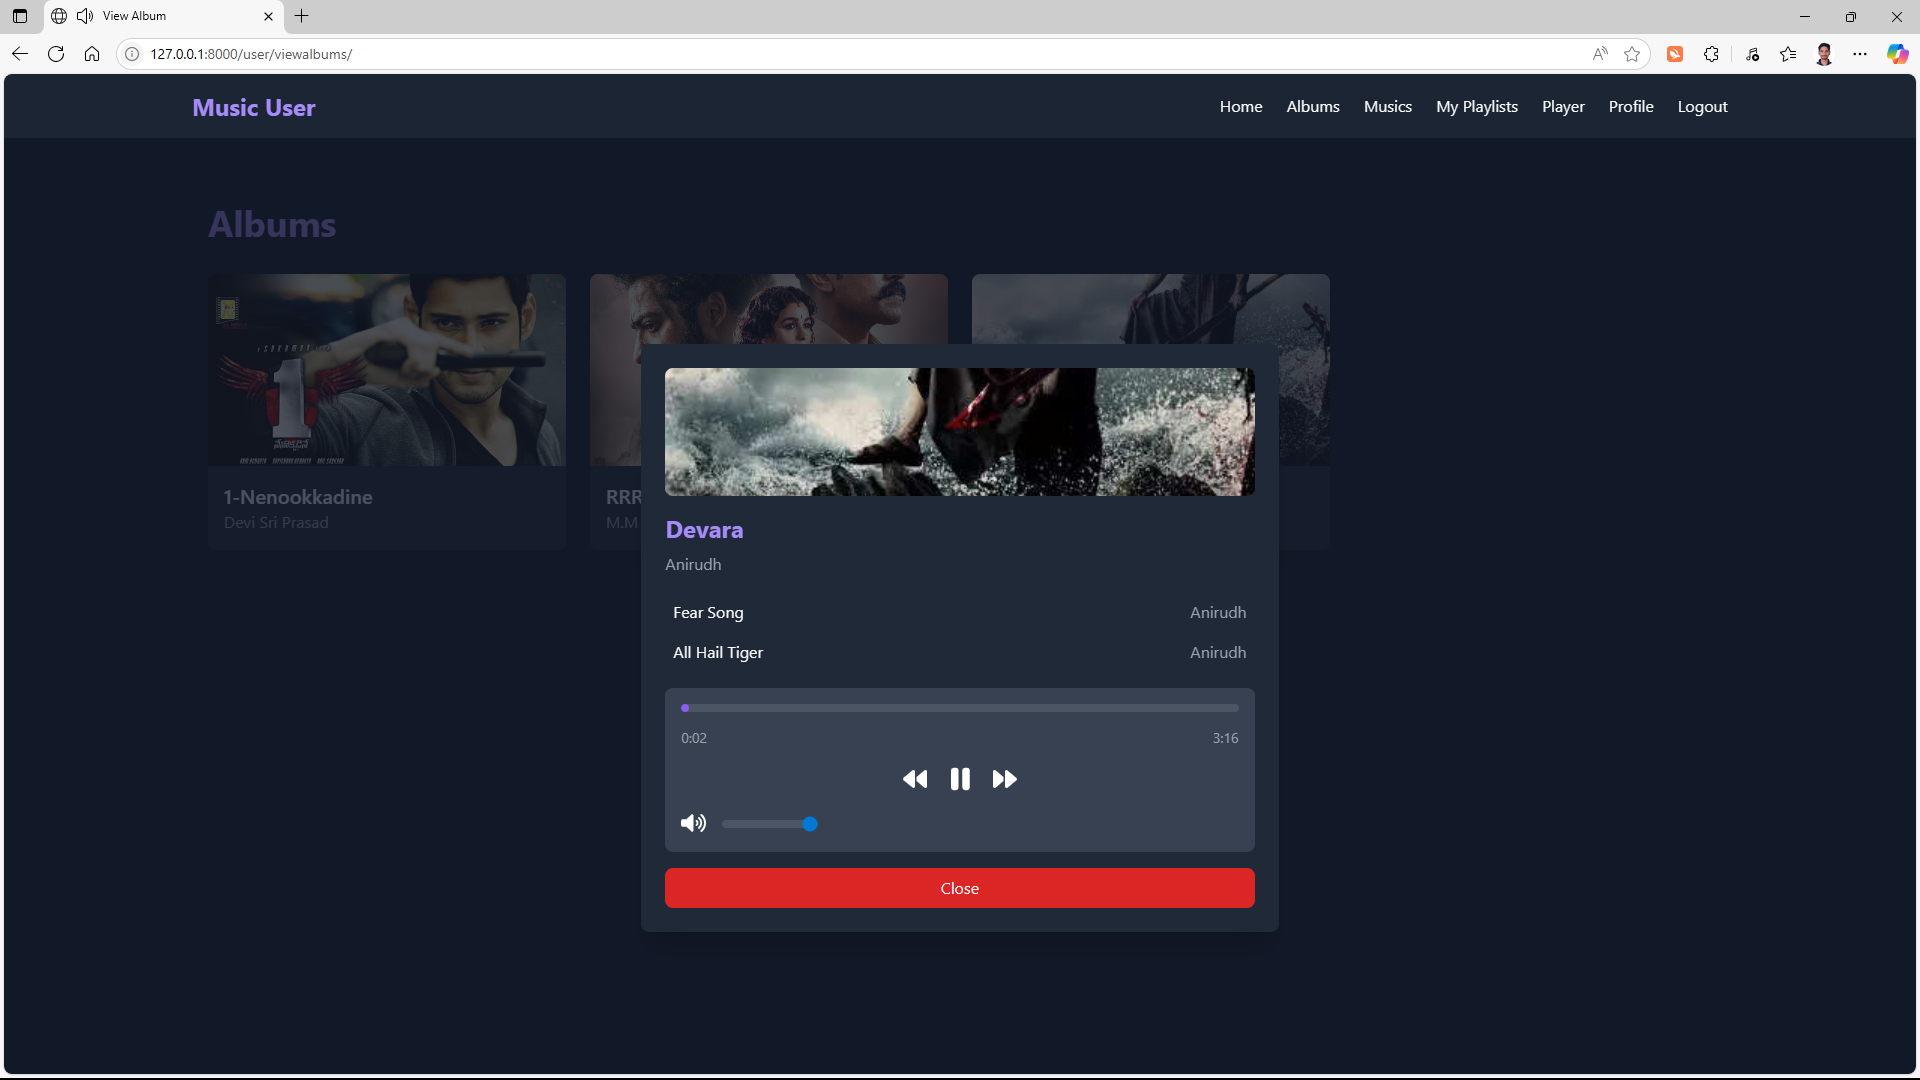 View Album
127.0.0.1:8000/user/viewalbums/
Music User
Home Albums Musics My Playlists Player Profile Logout
Albums
1
1-Nenookkadine
Devi Sri Prasad
RRR
M.M
Devara
Anirudh
Fear Song Anirudh
All Hail Tiger Anirudh
0:02 3:16
Close